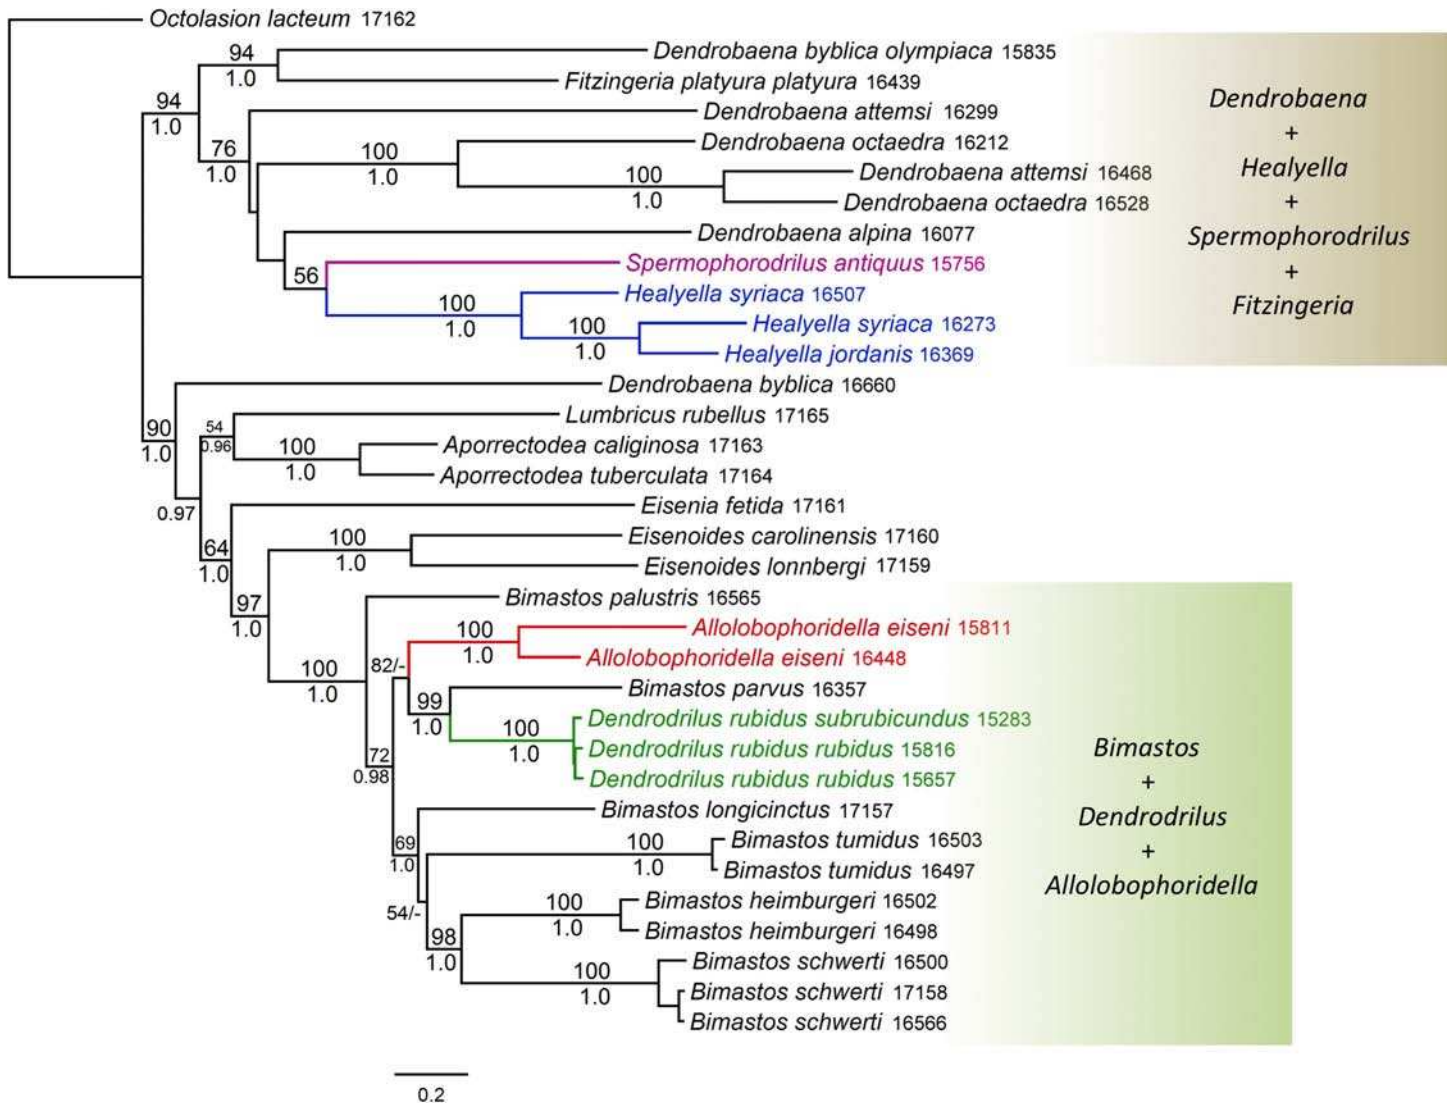 Octolasion lacteum 17162
94
1.0
Dendrobaena byblica olympiaca 15835
Fitzingeria platyura platyura 16439
94
1.0
Dendrobaena attemsi 16299
76
1.0
Dendrobaena octaedra 16212
100
1.0
Dendrobaena attemsi 16468
100
1.0
Dendrobaena octaedra 16528
Dendrobaena alpina 16077
56
Spermophorodrilus antiquus 15756
Healyella syriaca 16507
100
1.0
Healyella syriaca 16273
100
1.0
Healyella jordanis 16369
Dendrobaena
+
Healyella
+
Spermophorodrilus
+
Fitzingeria
Dendrobaena byblica 16660
90
1.0
Lumbricus rubellus 17165
54
0.96
Aporrectodea caliginosa 17163
100
1.0
Aporrectodea tuberculata 17164
0.97
Eisenia fetida 17161
64
1.0
Eisenoides carolinensis 17160
100
1.0
Eisenoides lonnbergi 17159
97
1.0
Bimastos palustris 16565
100
1.0
Allolobophoridella eiseni 15811
100
1.0
Allolobophoridella eiseni 16448
82/-
Bimastos parvus 16357
99
1.0
Dendrodrilus rubidus subrubicundus 15283
100
1.0
Dendrodrilus rubidus rubidus 15816
Dendrodrilus rubidus rubidus 15657
72
0.98
Bimastos longicinctus 17157
69
1.0
Bimastos tumidus 16503
100
1.0
Bimastos tumidus 16497
54/-
Bimastos heimburgeri 16502
100
1.0
Bimastos heimburgeri 16498
98
1.0
Bimastos schwerti 16500
100
1.0
Bimastos schwerti 17158
Bimastos schwerti 16566
Bimastos
+
Dendrodrilus
+
Allolobophoridella
0.2